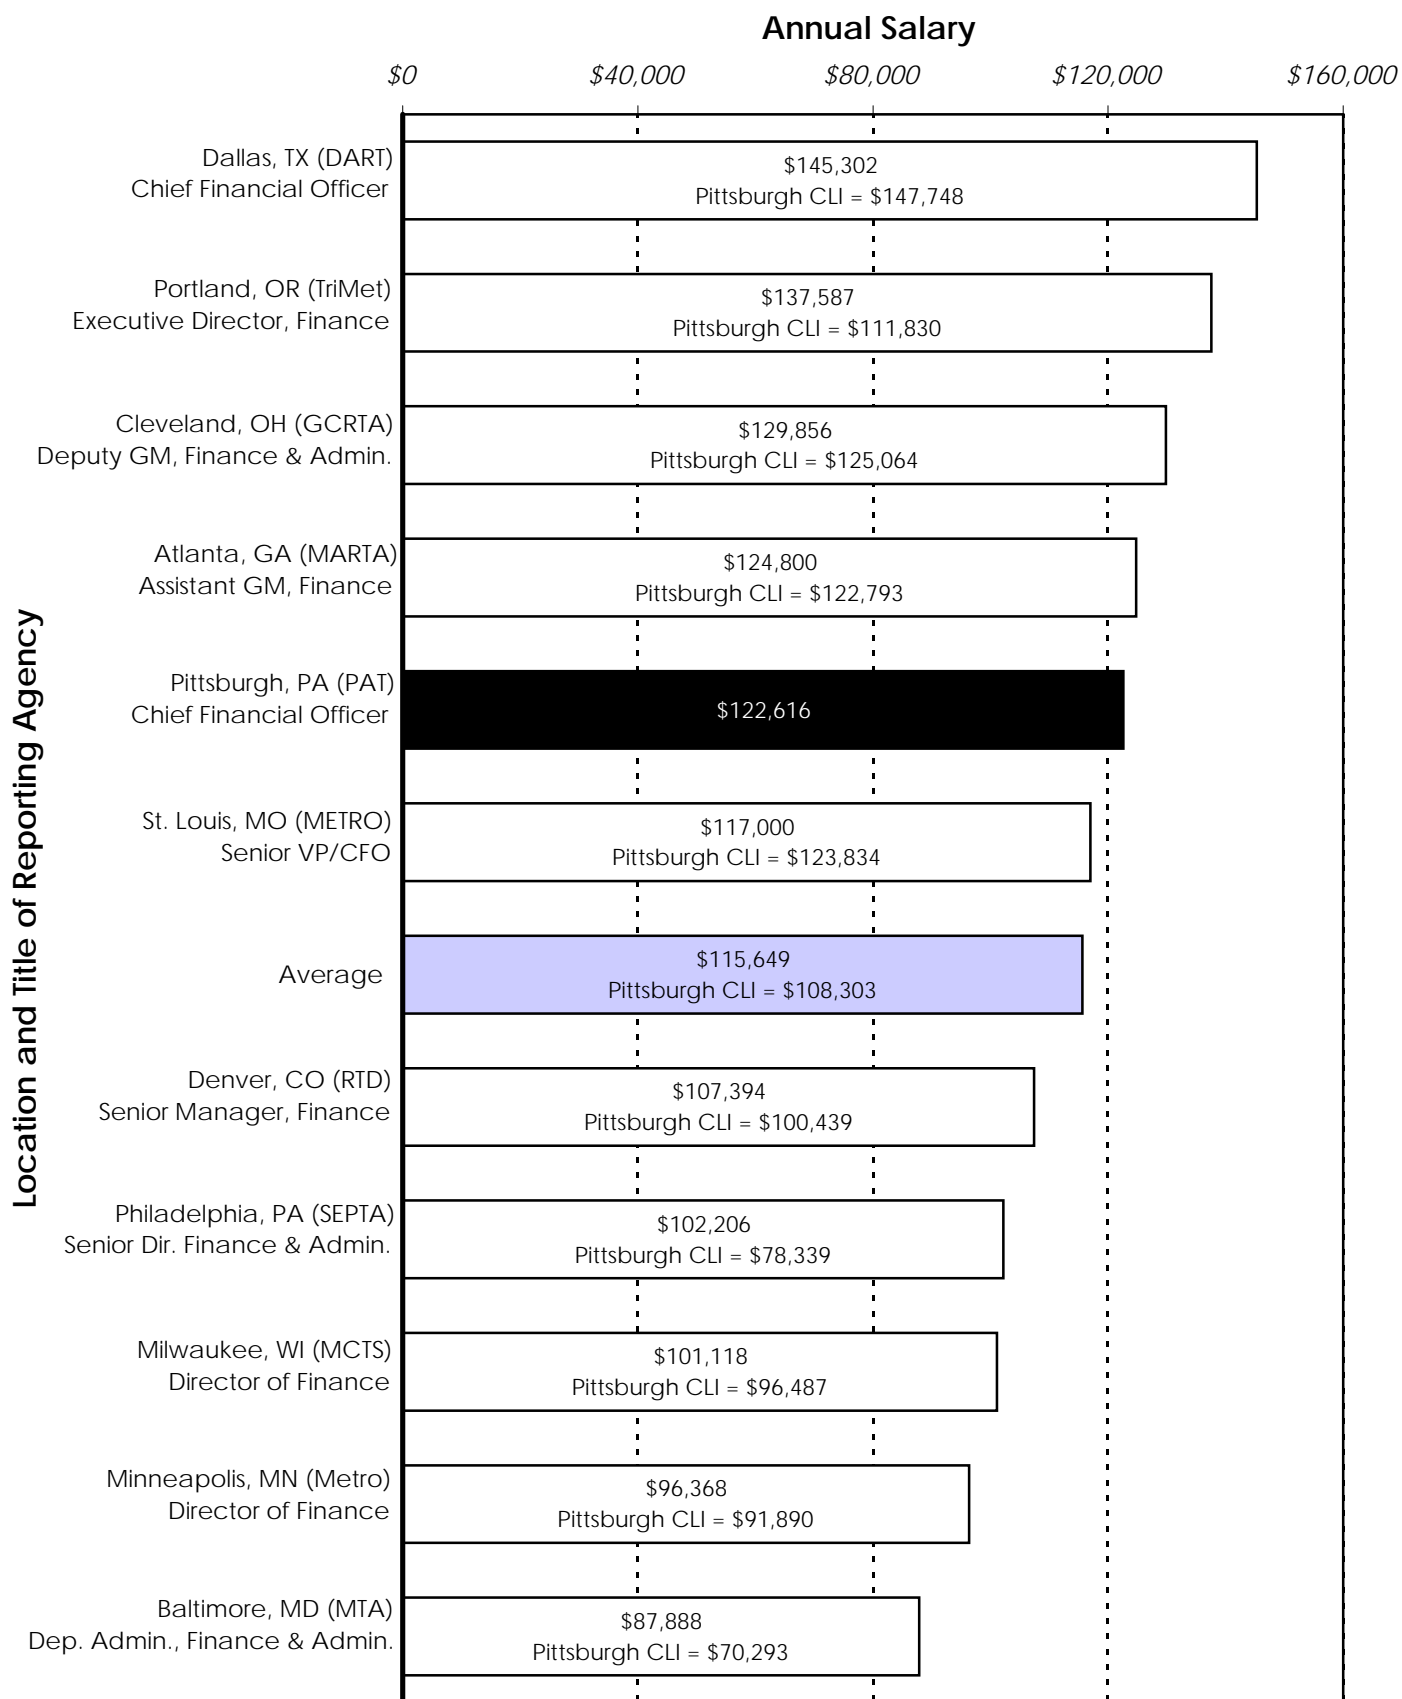 Annual Salary
$0 $40,000 $80,000 $120,000 $160,000
Location and Title of Reporting Agency
Dallas, TX (DART)
Chief Financial Officer
$145,302
Pittsburgh CLI = $147,748
Portland, OR (TriMet)
Executive Director, Finance
$137,587
Pittsburgh CLI = $111,830
Cleveland, OH (GCRTA)
Deputy GM, Finance & Admin.
$129,856
Pittsburgh CLI = $125,064
Atlanta, GA (MARTA)
Assistant GM, Finance
$124,800
Pittsburgh CLI = $122,793
Pittsburgh, PA (PAT)
Chief Financial Officer
$122,616
St. Louis, MO (METRO)
Senior VP/CFO
$117,000
Pittsburgh CLI = $123,834
Average
$115,649
Pittsburgh CLI = $108,303
Denver, CO (RTD)
Senior Manager, Finance
$107,394
Pittsburgh CLI = $100,439
Philadelphia, PA (SEPTA)
Senior Dir. Finance & Admin.
$102,206
Pittsburgh CLI = $78,339
Milwaukee, WI (MCTS)
Director of Finance
$101,118
Pittsburgh CLI = $96,487
Minneapolis, MN (Metro)
Director of Finance
$96,368
Pittsburgh CLI = $91,890
Baltimore, MD (MTA)
Dep. Admin., Finance & Admin.
$87,888
Pittsburgh CLI = $70,293